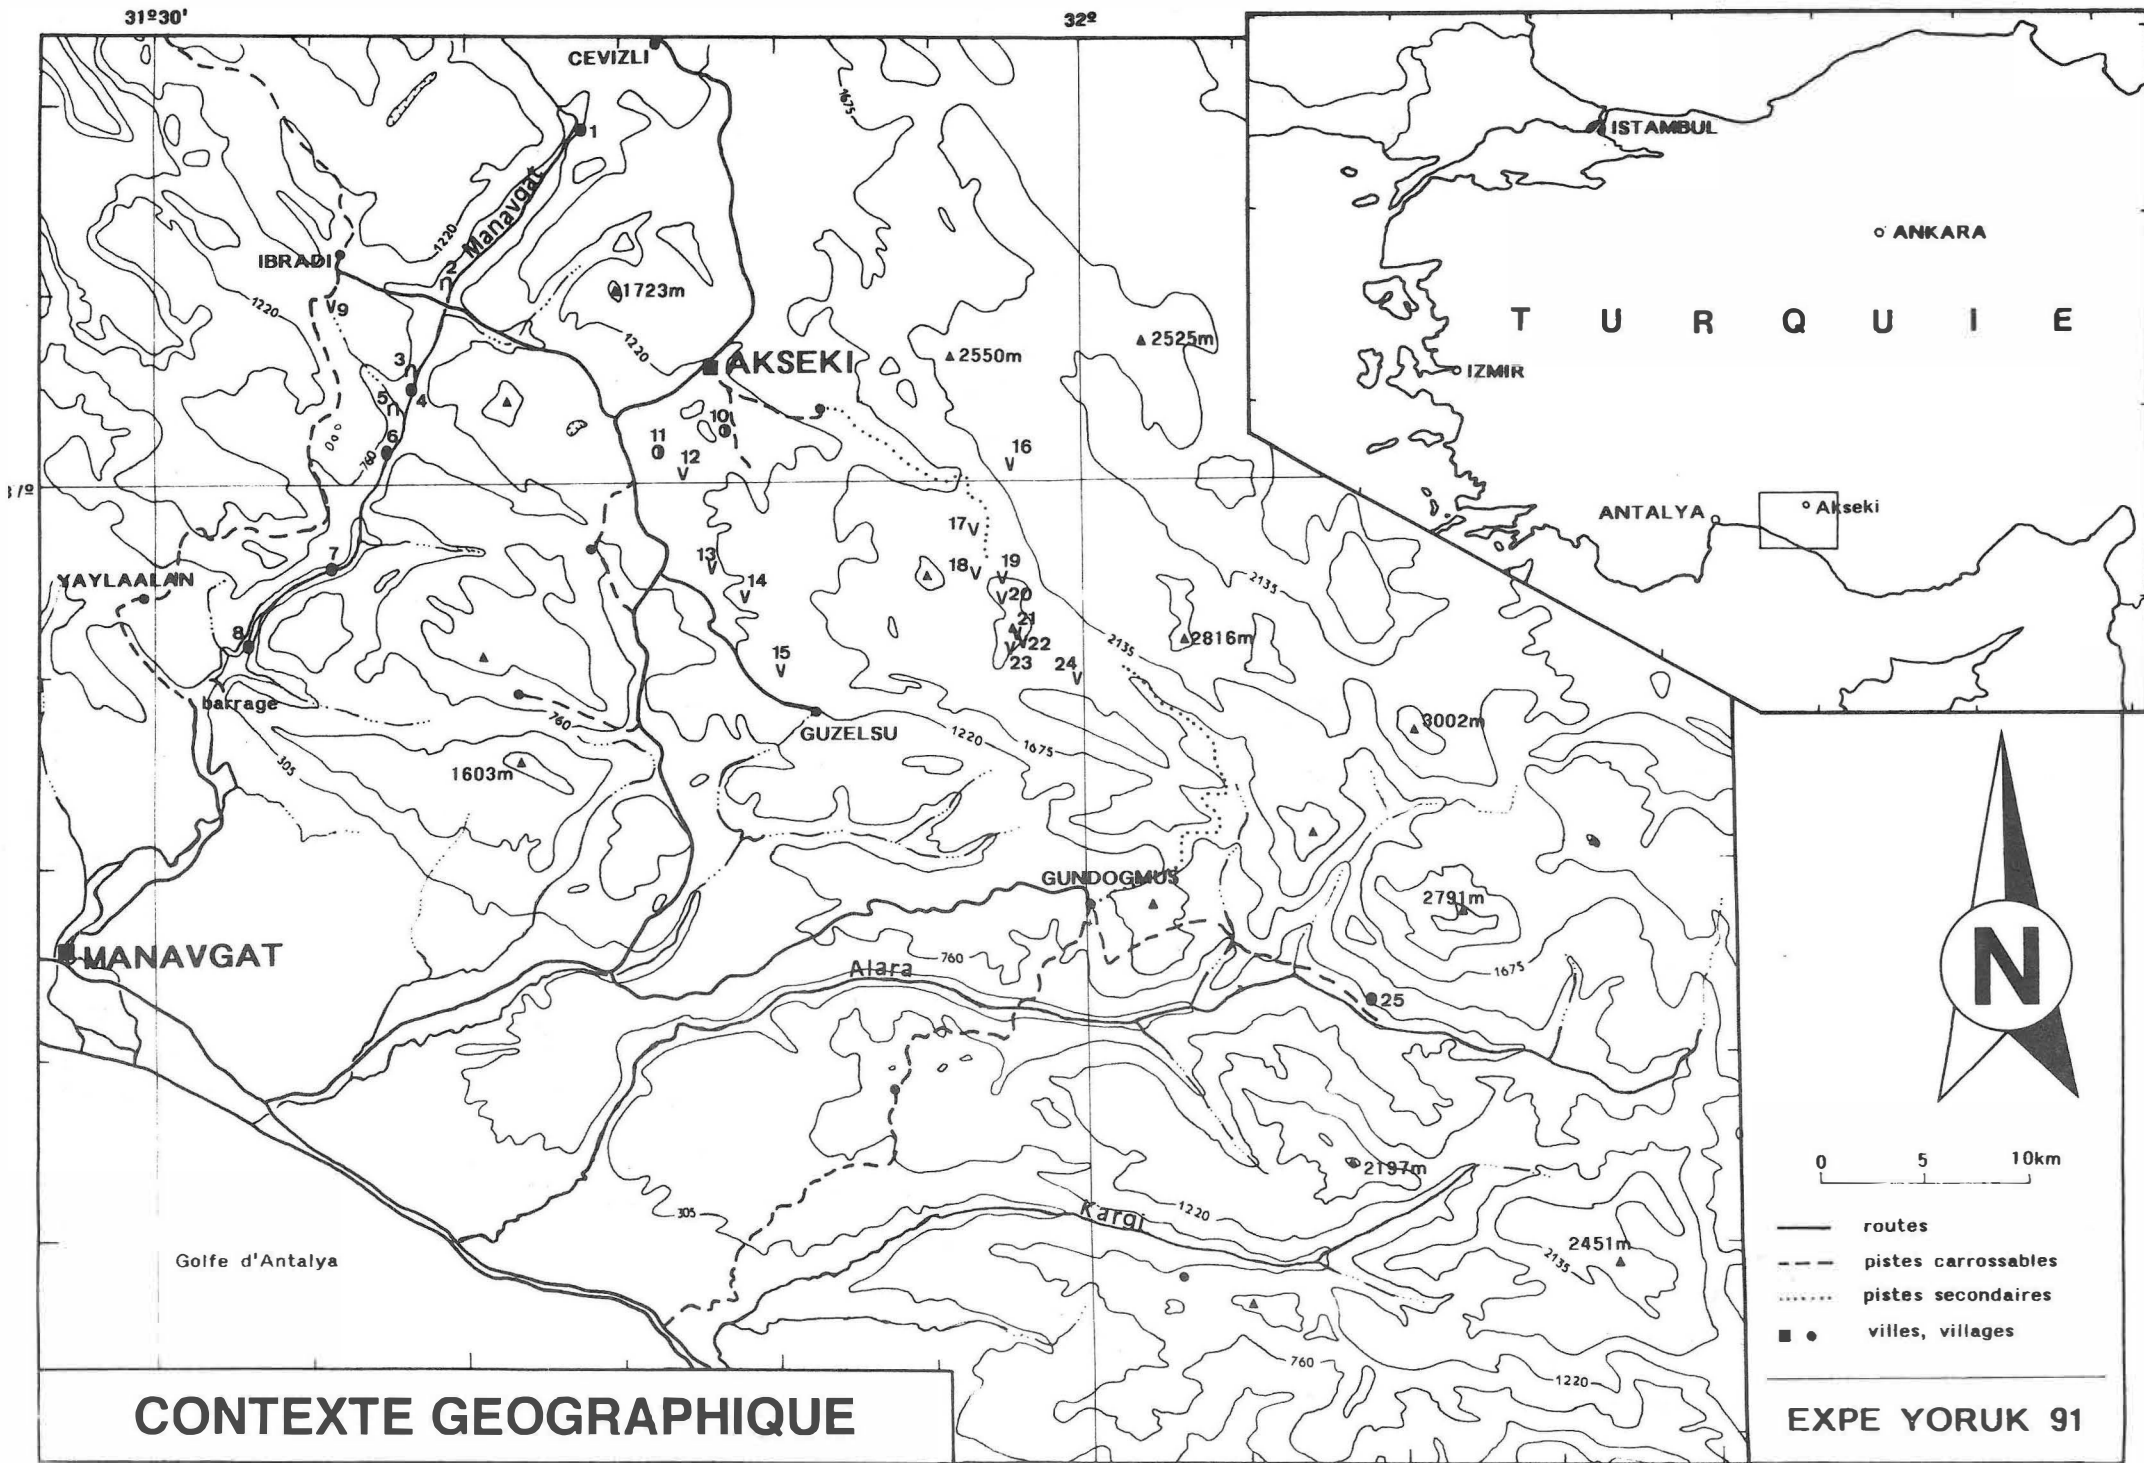 31º30'
32º
CEVIZLI
1675
1
ISTAMBUL
Manavgat
1220
ANKARA
IBRADI
2
1723m
1220
9
T U R Q U I E
1220
2525m
2550m
3
AKSEKI
IZMIR
5
4
10
11
6
12
16
760
7º
ANTALYA
Akseki
17
13
7
18
19
YAYLAALAN
14
2135
20
21
8
2816m
22
2135
15
23
24
barrage
760
3002m
GUZELSU
1220
1675
305
1603m
GUNDOGMUS
2791m
MANAVGAT
760
Alara
1675
N
25
0 5 10km
2197m
305
Kargi
1220
routes
2451m
2135
Golfe d'Antalya
pistes carrossables
pistes secondaires
villes, villages
760
1220
CONTEXTE GEOGRAPHIQUE
EXPE YORUK 91